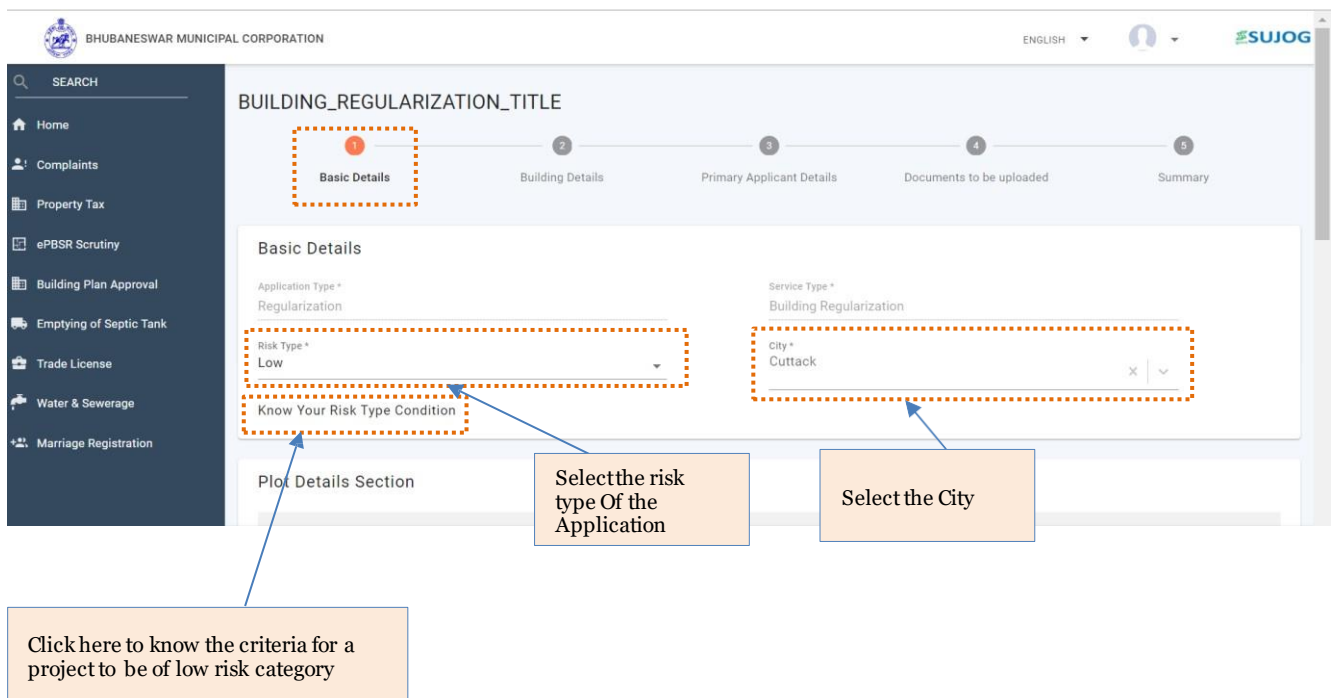 BHUBANESWAR MUNICIPAL CORPORATION
ENGLISH
SUJOG
SEARCH
Home
Complaints
Property Tax
ePBSR Scrutiny
Building Plan Approval
Emptying of Septic Tank
Trade License
Water & Sewerage
Marriage Registration
BUILDING_REGULARIZATION_TITLE
1
2
3
4
5
Basic Details
Building Details
Primary Applicant Details
Documents to be uploaded
Summary
Basic Details
Application Type *
Regularization
Service Type *
Building Regularization
Risk Type *
Low
City *
Cuttack
Know Your Risk Type Condition
Plot Details Section
Select the risk
type Of the
Application
Select the City
Click here to know the criteria for a
project to be of low risk category